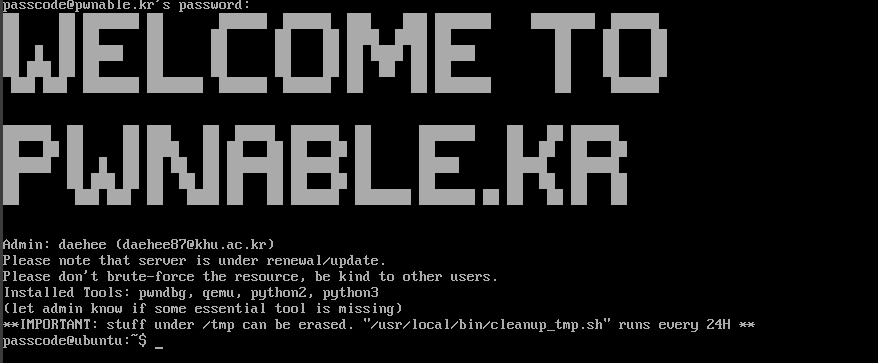 passcode@pwnable.kr's password:
WELCOME TO
PWNABLE.KR
Admin: daehee (daehee87@khu.ac.kr)
Please note that server is under renewal/update.
Please don't brute-force the resource, be kind to other users.
Installed Tools: pwndbg, qemu, python2, python3
(let admin know if some essential tool is missing)
**IMPORTANT: stuff under /tmp can be erased. "/usr/local/bin/cleanup_tmp.sh" runs every 24H **
passcode@ubuntu:~$ _